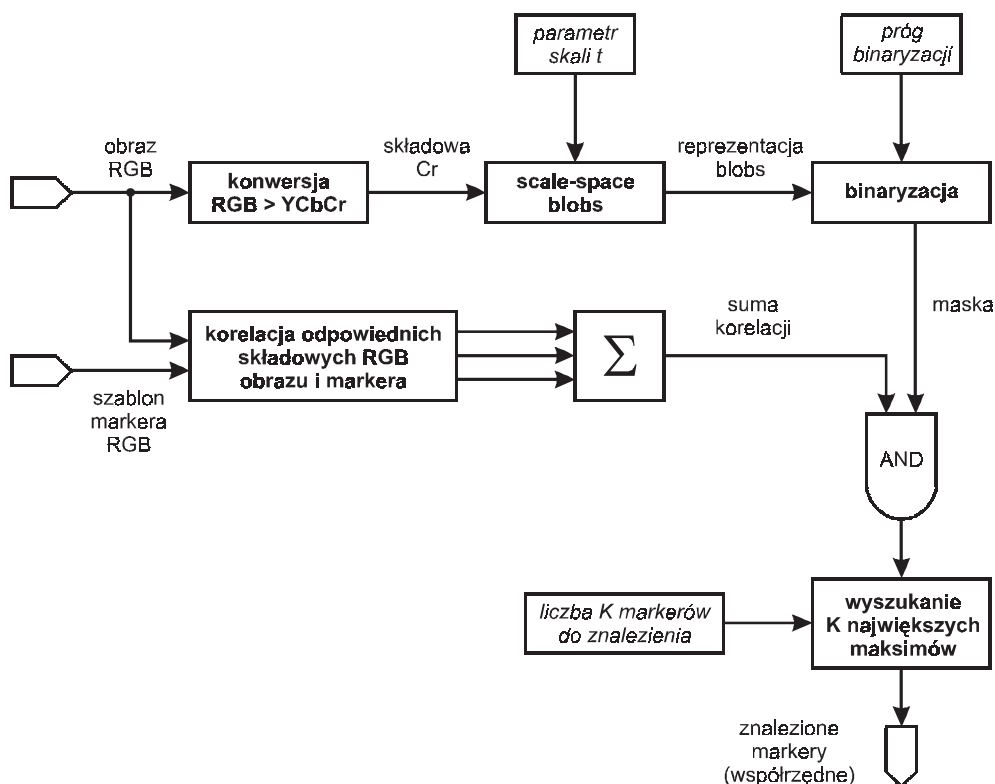 parametr
skali t
próg
binaryzacji
obraz
RGB
konwersja
RGB > YCbCr
składowa
Cr
scale-space
blobs
reprezentacja
blobs
binaryzacja
korelacja odpowiednich
składowych RGB
obrazu i markera
Σ
suma
korelacji
maska
szablon
markera
RGB
AND
liczba K markerów
do znalezienia
wyszukanie
K największych
maksimów
znalezione
markery
(współrzędne)